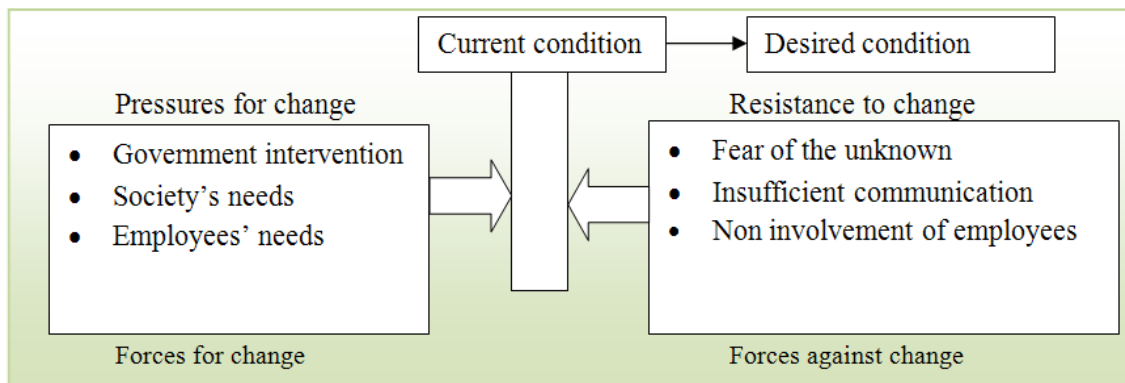 Current condition
Desired condition
Pressures for change
Resistance to change
• Government intervention
• Society’s needs
• Employees’ needs
• Fear of the unknown
• Insufficient communication
• Non involvement of employees
Forces for change
Forces against change